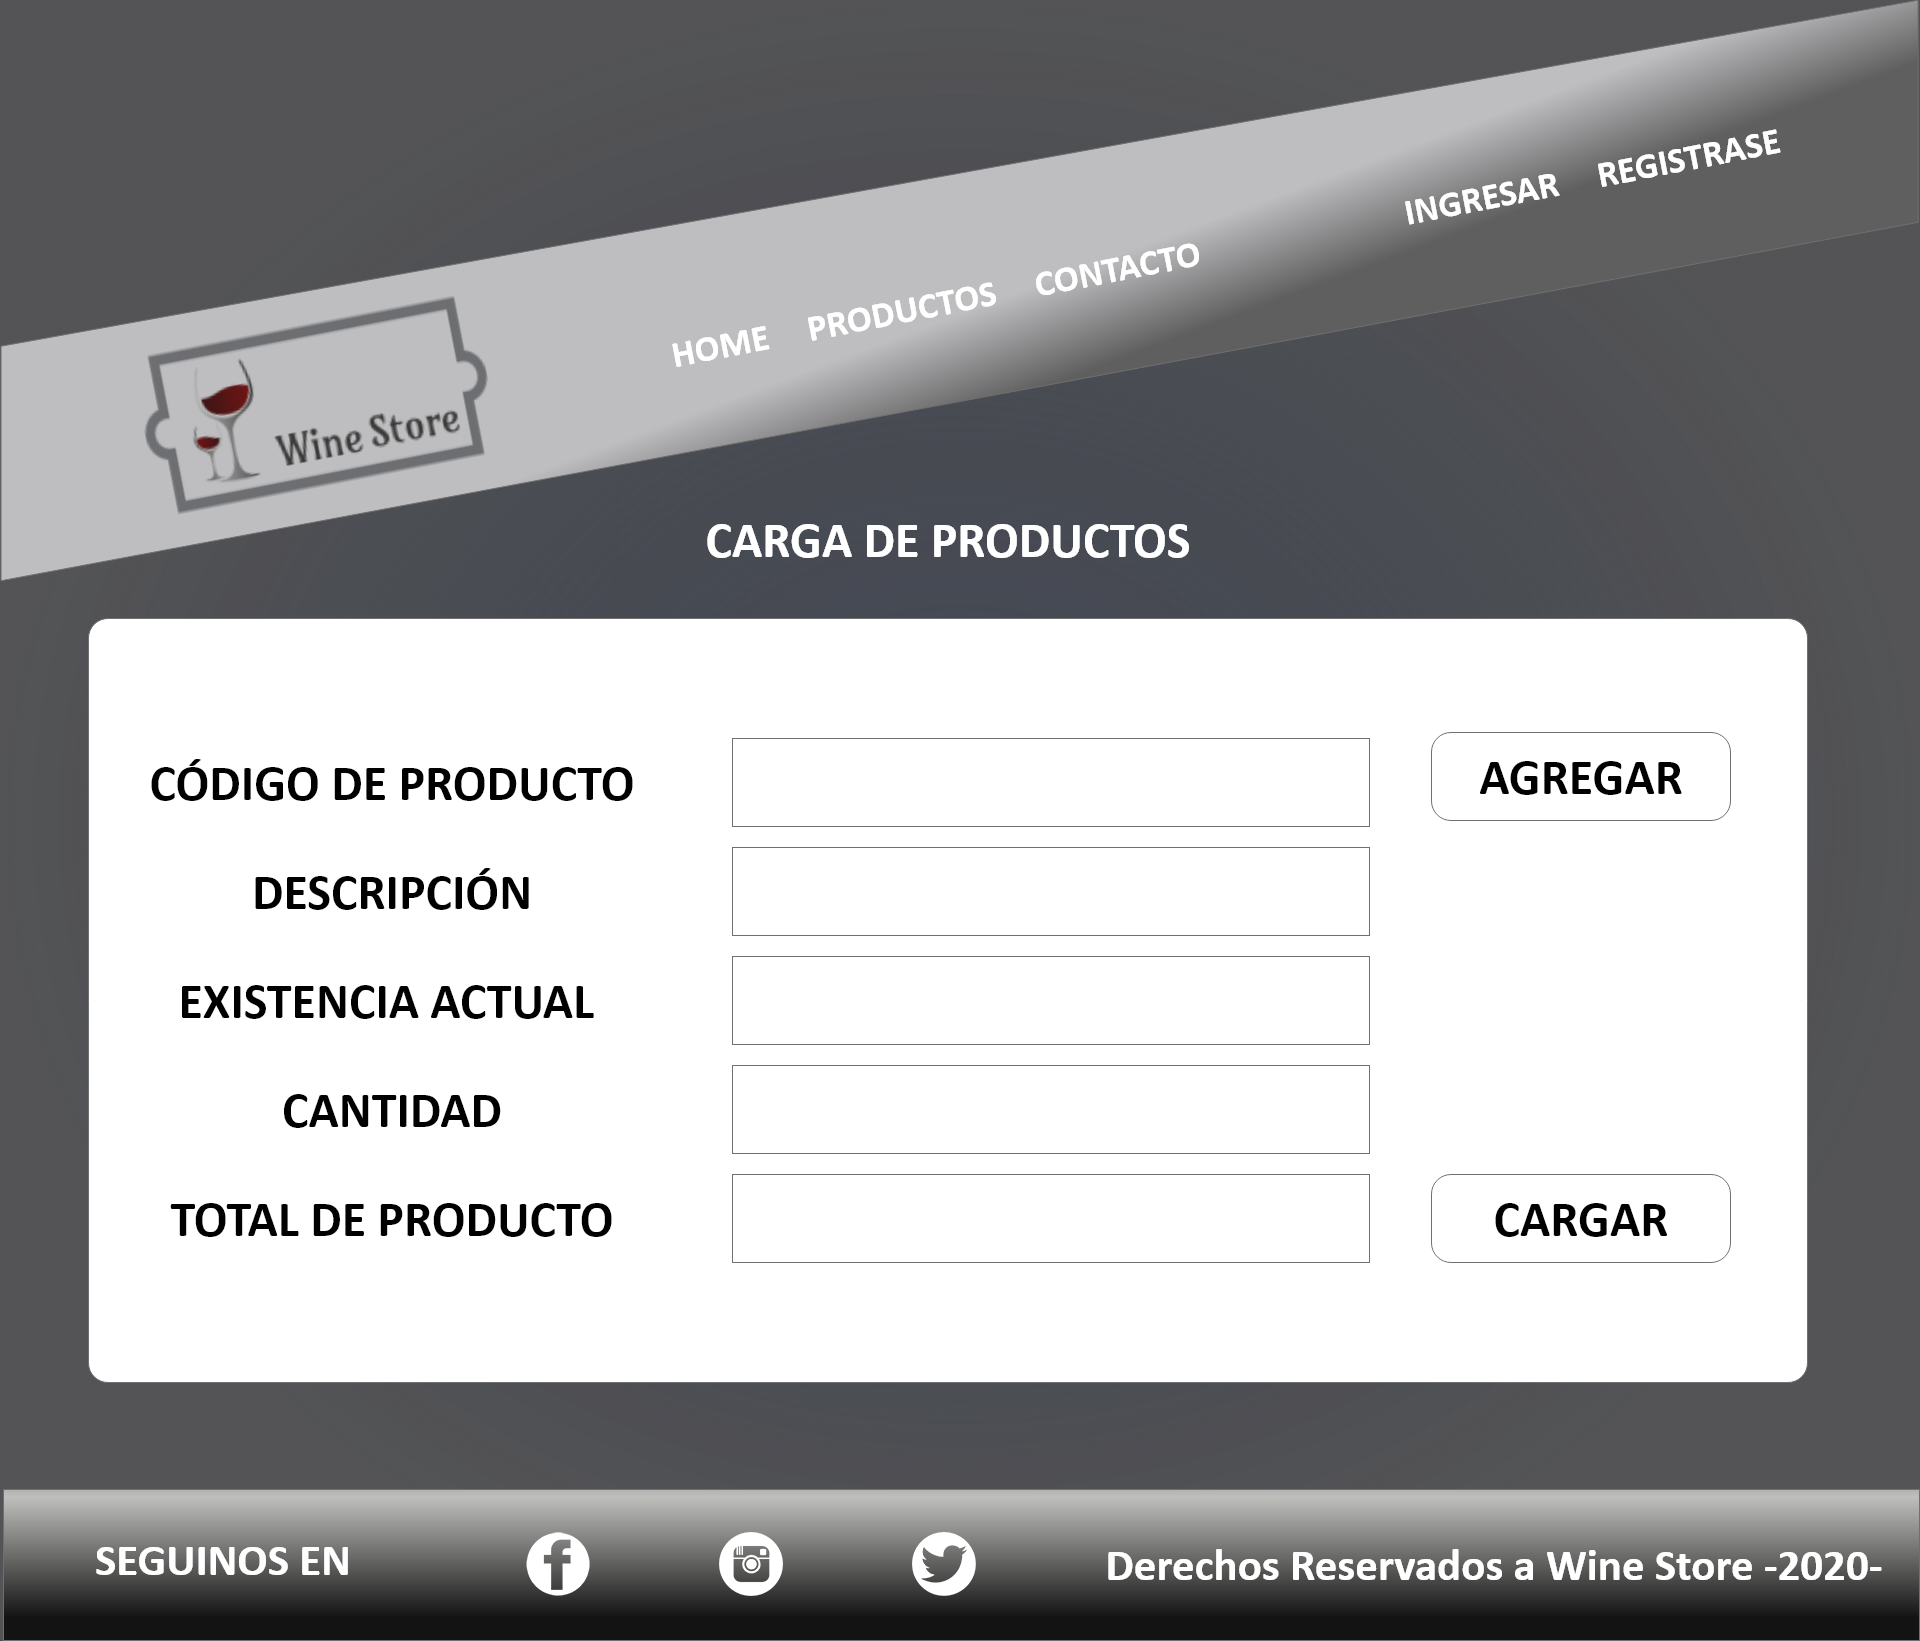 HOME PRODUCTOS CONTACTO INGRESAR REGISTRASE
Wine Store
CARGA DE PRODUCTOS
CÓDIGO DE PRODUCTO AGREGAR
DESCRIPCIÓN
EXISTENCIA ACTUAL
CANTIDAD
TOTAL DE PRODUCTO CARGAR
SEGUINOS EN Derechos Reservados a Wine Store -2020-